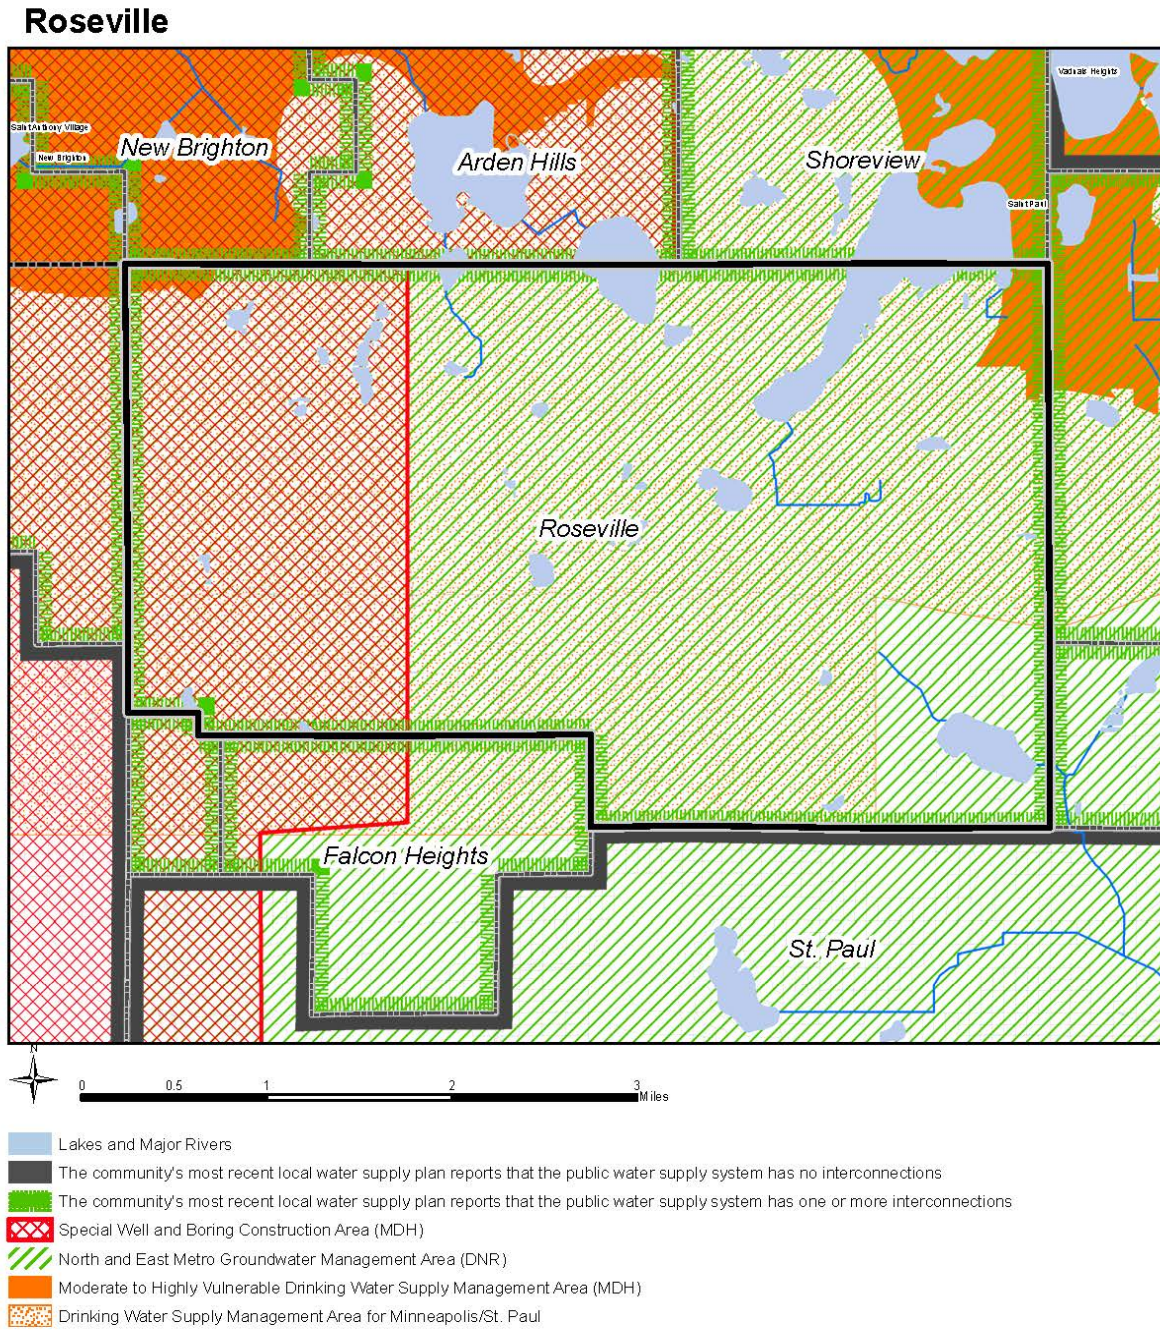 Roseville
Vadnais Heights
Saint Anthony Village
New Brighton
New Brighton
Arden Hills
Shoreview
Saint Paul
Roseville
Falcon Heights
St. Paul
N
0 0.5 1 2 3
Miles
Lakes and Major Rivers
The community's most recent local water supply plan reports that the public water supply system has no interconnections
The community's most recent local water supply plan reports that the public water supply system has one or more interconnections
Special Well and Boring Construction Area (MDH)
North and East Metro Groundwater Management Area (DNR)
Moderate to Highly Vulnerable Drinking Water Supply Management Area (MDH)
Drinking Water Supply Management Area for Minneapolis/St. Paul